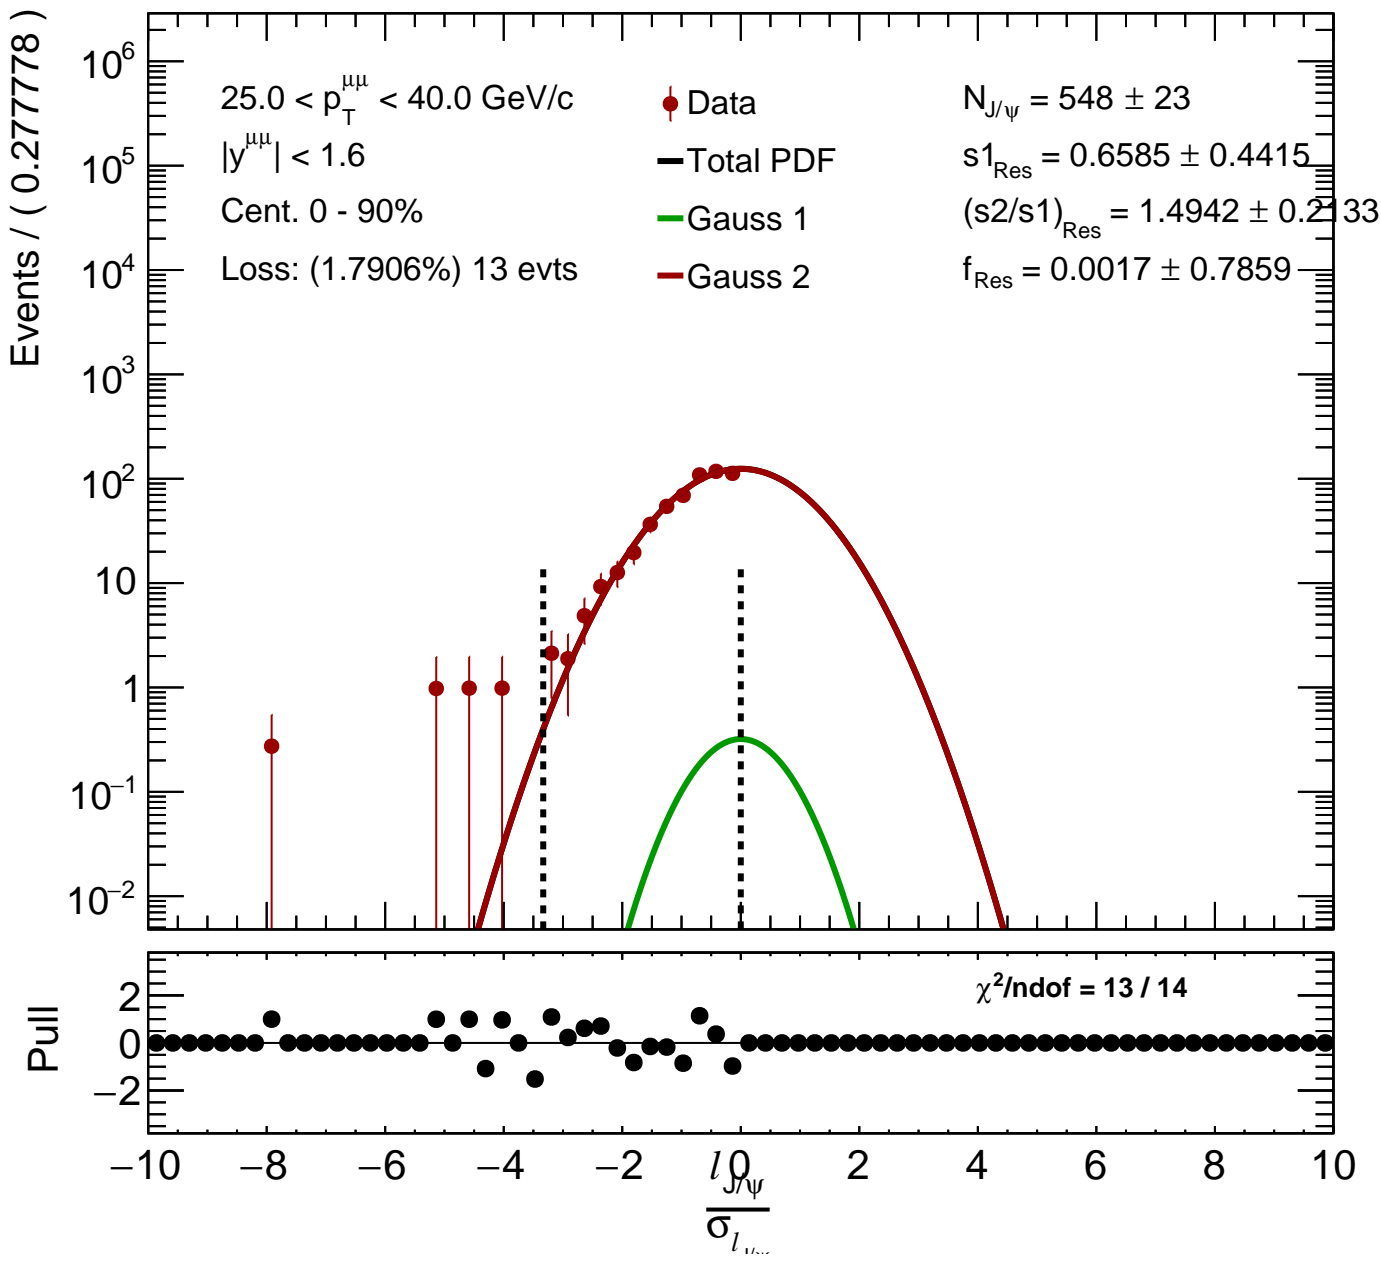 Events / ( 0.277778 )
10^6
10^5
10^4
10^3
10^2
10
1
10^−1
10^−2
25.0 < p_T^μμ < 40.0 GeV/c
|y^μμ| < 1.6
Cent. 0 - 90%
Loss: (1.7906%) 13 evts
Data
Total PDF
Gauss 1
Gauss 2
N_J/ψ = 548 ± 23
s1_Res = 0.6585 ± 0.4415
(s2/s1)_Res = 1.4942 ± 0.2133
f_Res = 0.0017 ± 0.7859
Pull
2
0
−2
χ^2/ndof = 13 / 14
−10 −8 −6 −4 −2 0 2 4 6 8 10
l_J/ψ
σ_l_J/ψ